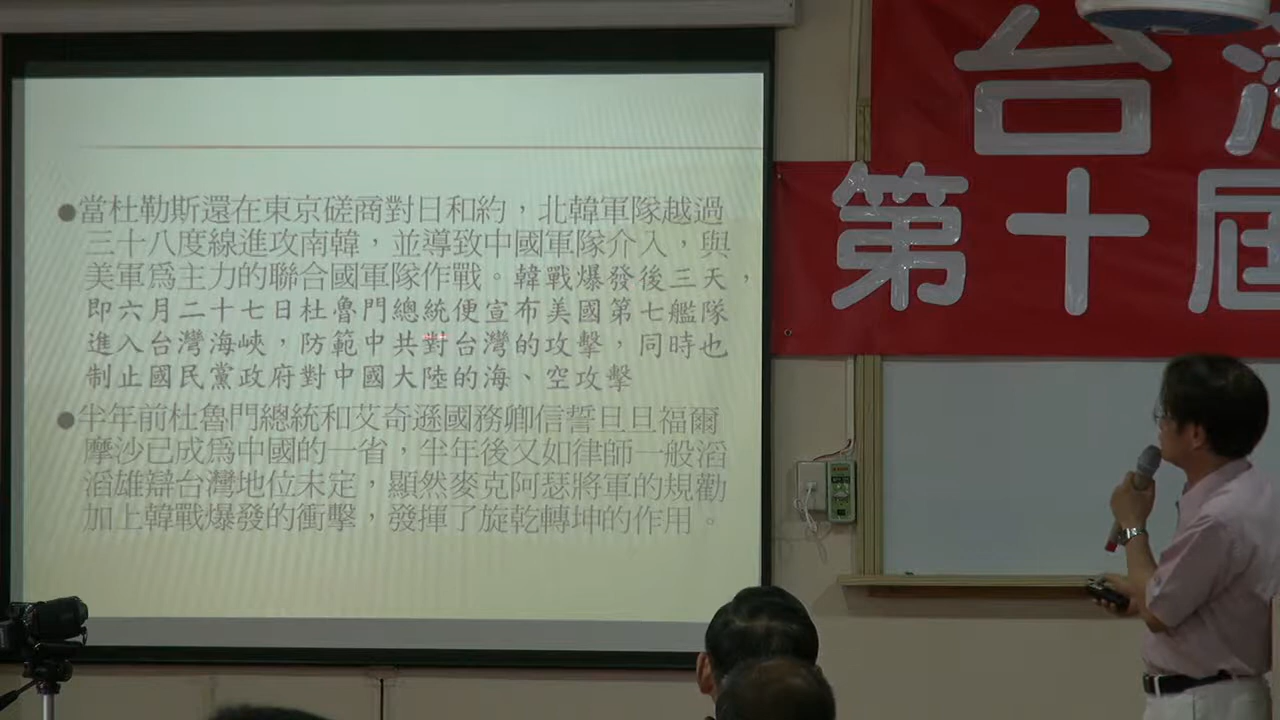 ●當杜勒斯還在東京磋商對日和約，北韓軍隊越過
三十八度線進攻南韓，並導致中國軍隊介入，與
美軍爲主力的聯合國軍隊作戰。韓戰爆發後三天，
即六月二十七日杜魯門總統便宣布美國第七艦隊
進入台灣海峽，防範中共對台灣的攻擊，同時也
制止國民黨政府對中國大陸的海、空攻擊
●半年前杜魯門總統和艾奇遜國務卿信誓旦旦福爾
摩沙已成爲中國的一省，半年後又如律師一般滔
滔雄辯台灣地位未定，顯然麥克阿瑟將軍的規勸
加上韓戰爆發的衝擊，發揮了旋乾轉坤的作用。
台
第十屆